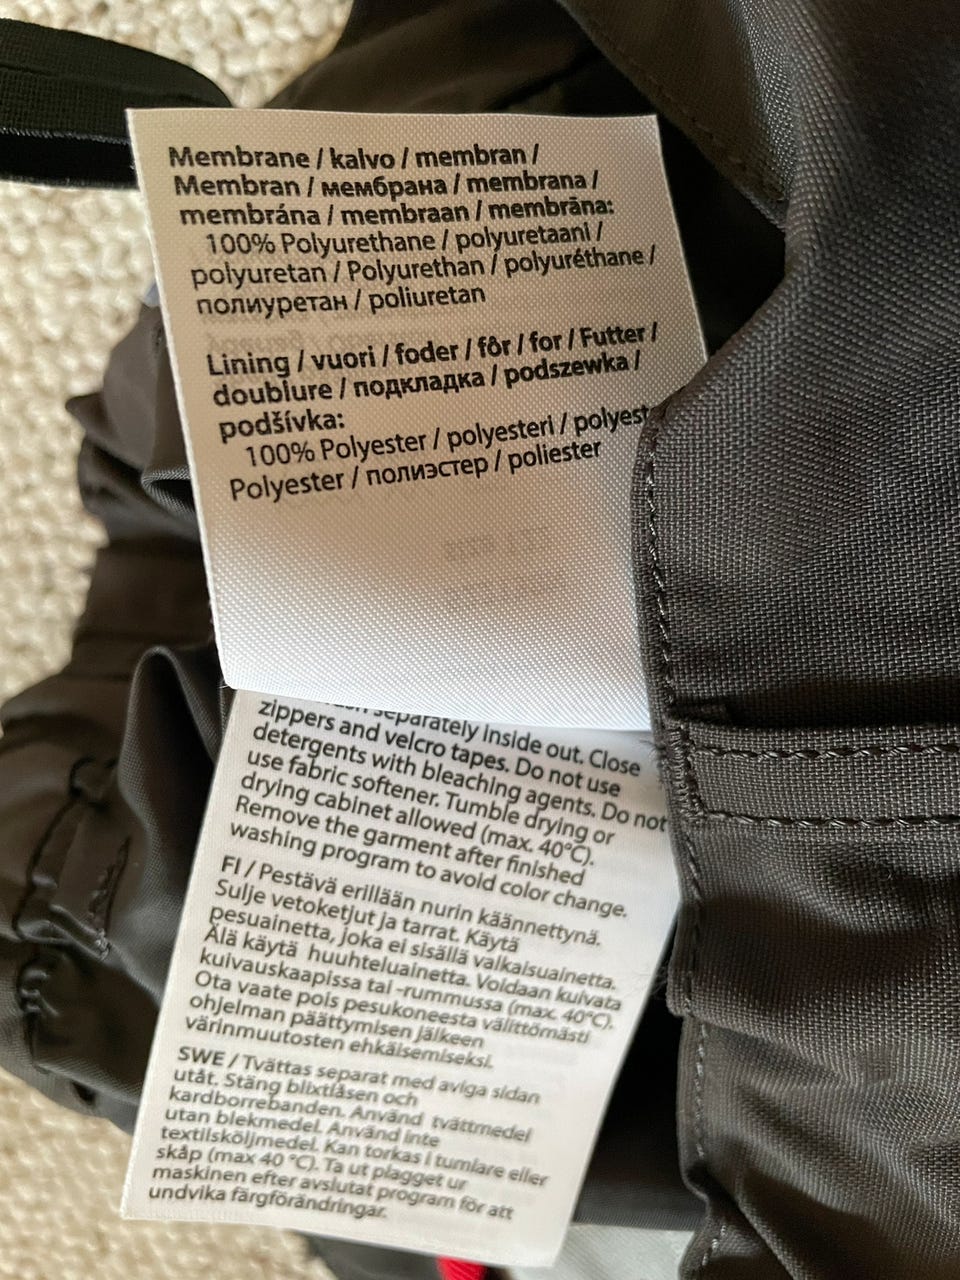 Membrane / kalvo / membran /
Membran / мембрана / membrana /
membrána / membraan / membrāna:
100% Polyurethane / polyuretaani /
polyuretan / Polyurethan / polyuréthane /
полиуретан / poliuretan
Lining / vuori / foder / fôr / for / Futter /
doublure / подкладка / podszewka /
podšívka:
100% Polyester / polyesteri / polyest
Polyester / полиэстер / poliester
separately inside out. Close
zippers and velcro tapes. Do not use
detergents with bleaching agents. Do not
use fabric softener. Tumble drying or
drying cabinet allowed (max. 40°C).
Remove the garment after finished
washing program to avoid color change.
FI / Pestävä erillään nurin käännettynä.
Sulje vetoketjut ja tarrat. Käytä
pesuainetta, joka ei sisällä valkaisuainetta.
Älä käytä huuhteluainetta. Voidaan kuivata
kuivauskaapissa tai -rummussa (max. 40°C).
Ota vaate pois pesukoneesta välittömästi
ohjelman päättymisen jälkeen
värinmuutosten ehkäisemiseksi.
SWE / Tvättas separat med aviga sidan
utåt. Stäng blixtlåsen och
kardborrebanden. Använd tvättmedel
utan blekmedel. Använd inte
textilsköljmedel. Kan torkas i tumlare eller
skåp (max 40 °C). Ta ut plagget ur
maskinen efter avslutat program för att
undvika färgförändringar.